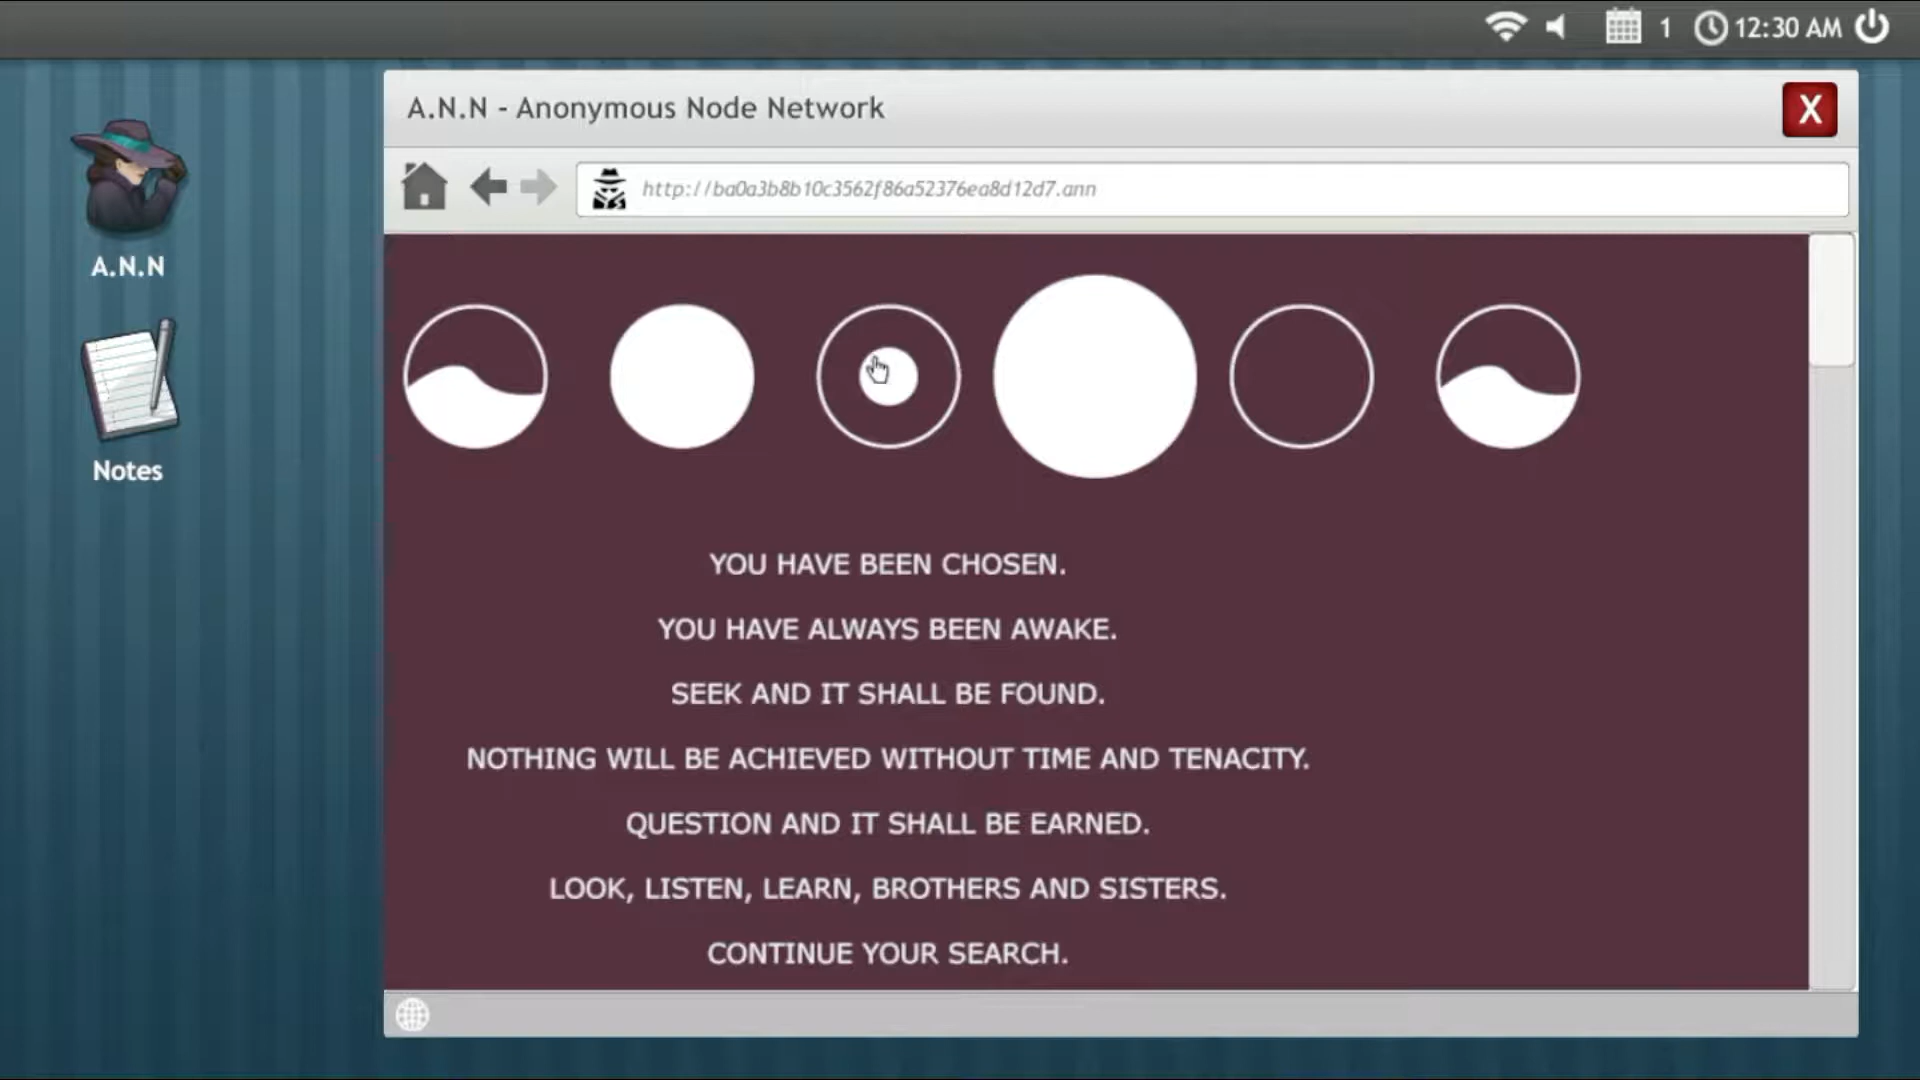 1 12:30 AM
A.N.N - Anonymous Node Network
X
http://ba0a3b8b10c3562f86a52376ea8d12d7.ann
A.N.N
Notes
YOU HAVE BEEN CHOSEN.
YOU HAVE ALWAYS BEEN AWAKE.
SEEK AND IT SHALL BE FOUND.
NOTHING WILL BE ACHIEVED WITHOUT TIME AND TENACITY.
QUESTION AND IT SHALL BE EARNED.
LOOK, LISTEN, LEARN, BROTHERS AND SISTERS.
CONTINUE YOUR SEARCH.